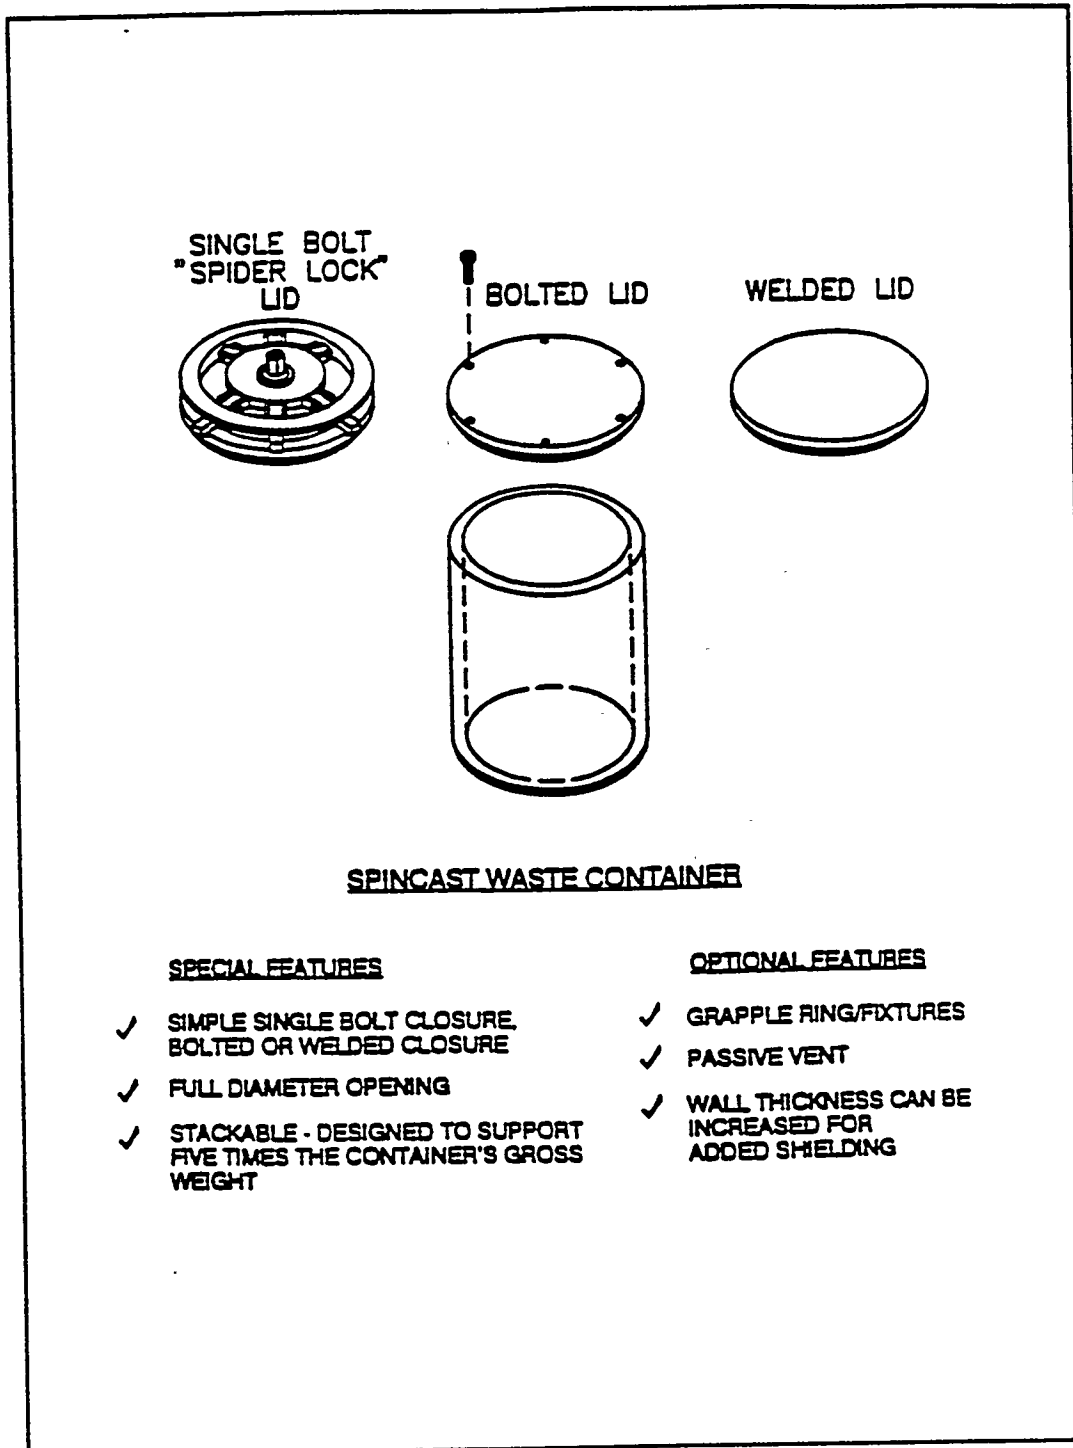 SINGLE BOLT
"SPIDER LOCK"
LID
BOLTED LID
WELDED LID
SPINCAST WASTE CONTAINER
SPECIAL FEATURES
✓ SIMPLE SINGLE BOLT CLOSURE,
BOLTED OR WELDED CLOSURE
✓ FULL DIAMETER OPENING
✓ STACKABLE - DESIGNED TO SUPPORT
FIVE TIMES THE CONTAINER'S GROSS
WEIGHT
OPTIONAL FEATURES
✓ GRAPPLE RING/FIXTURES
✓ PASSIVE VENT
✓ WALL THICKNESS CAN BE
INCREASED FOR
ADDED SHIELDING